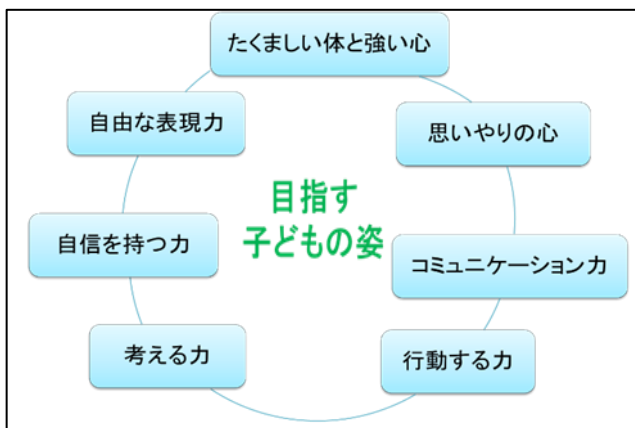 たくましい体と強い心
自由な表現力
思いやりの心
目指す
子どもの姿
自信を持つ力
コミュニケーション力
考える力
行動する力